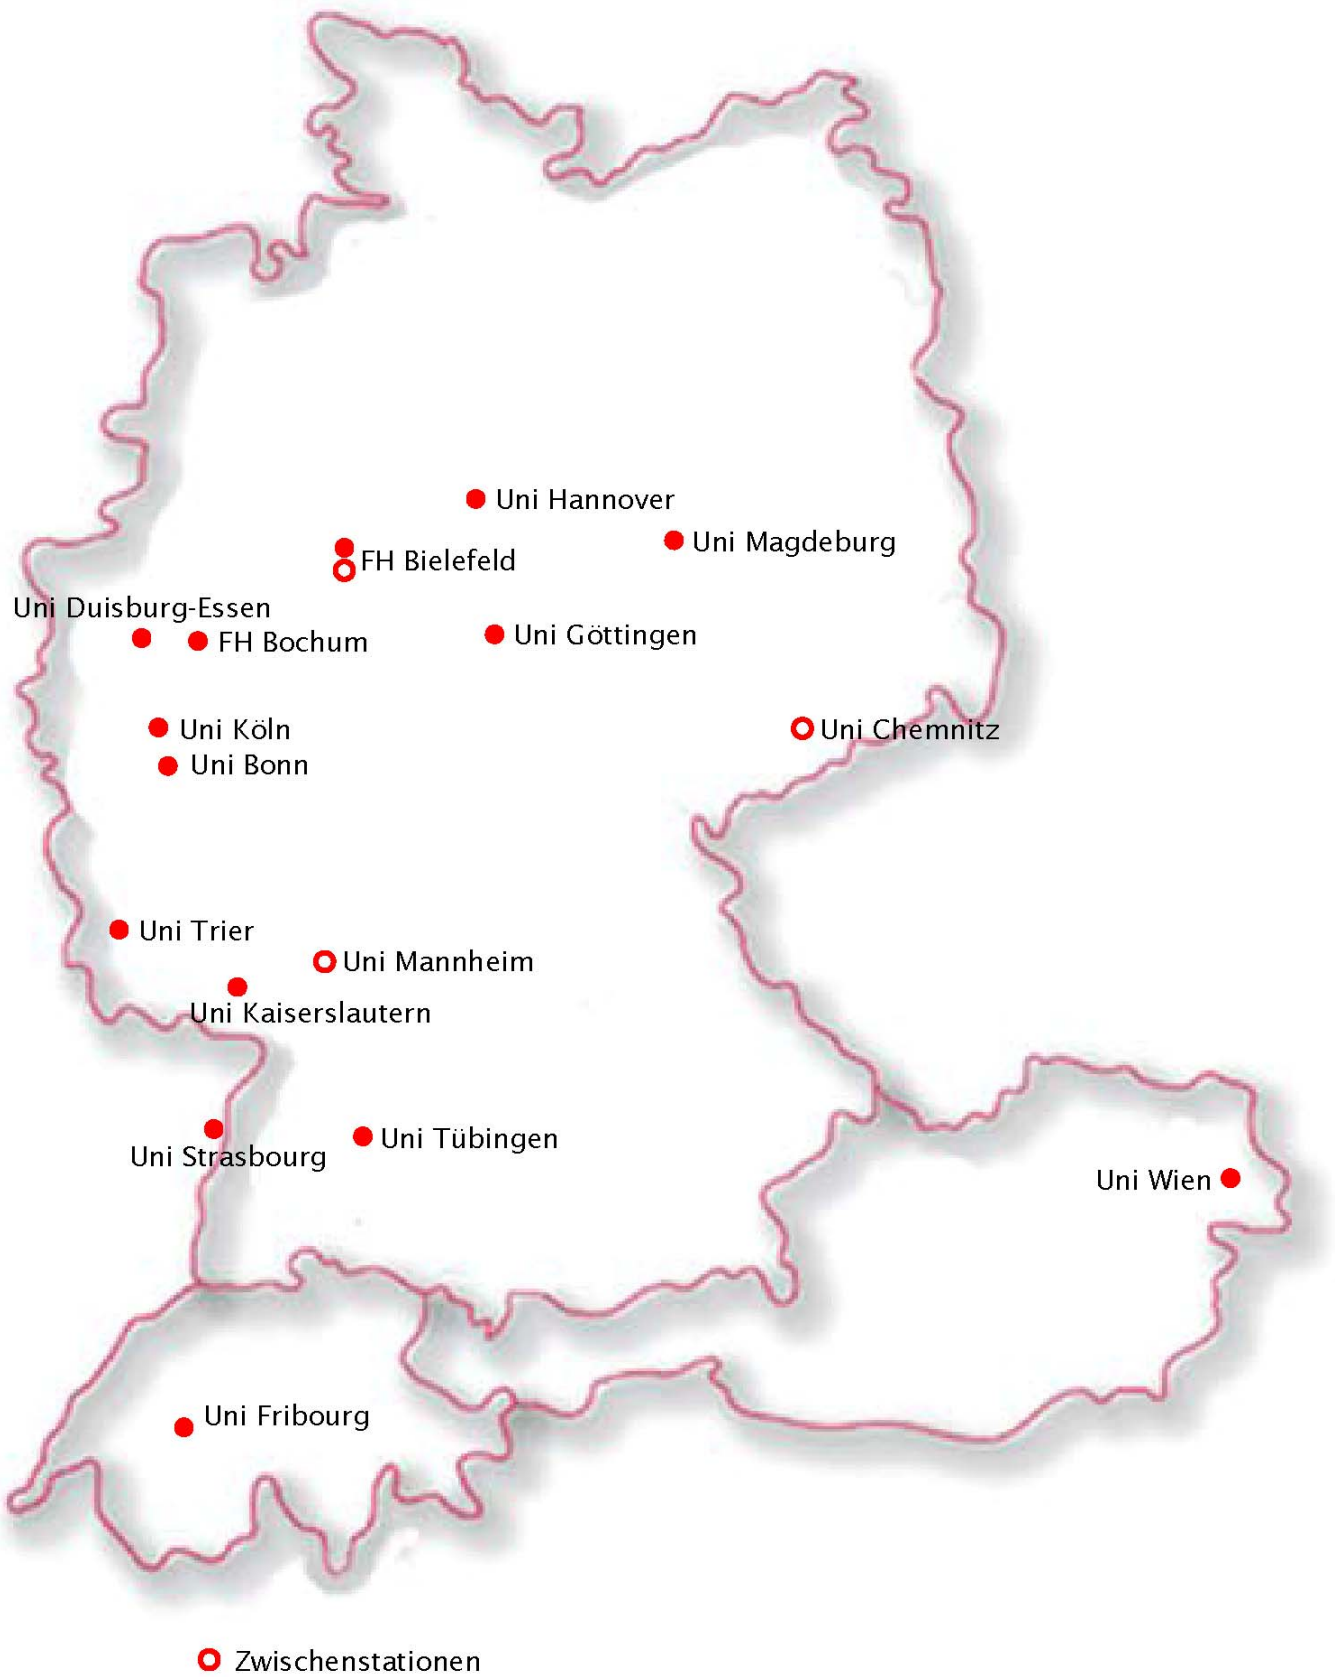 Uni Hannover
Uni Magdeburg
FH Bielefeld
Uni Duisburg-Essen
FH Bochum
Uni Göttingen
Uni Köln
Uni Chemnitz
Uni Bonn
Uni Trier
Uni Mannheim
Uni Kaiserslautern
Uni Tübingen
Uni Strasbourg
Uni Wien
Uni Fribourg
Zwischenstationen